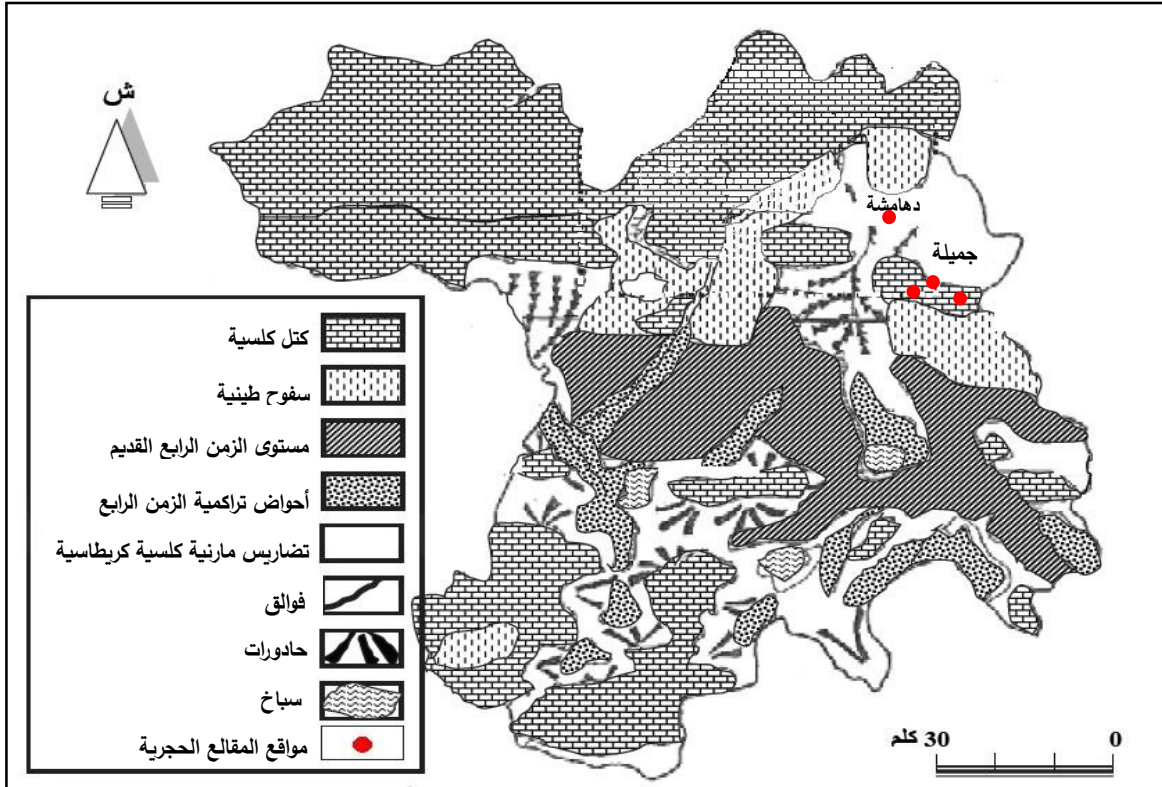 ش
دهامشة
جميلة
كتل كلسية
سفوح طينية
مستوى الزمن الرابع القديم
أحواض تراكمية الزمن الرابع
تضاريس مارنية كلسية كريطاسية
فوالق
حادورات
سباخ
مواقع المقالع الحجرية
30 كلم 0